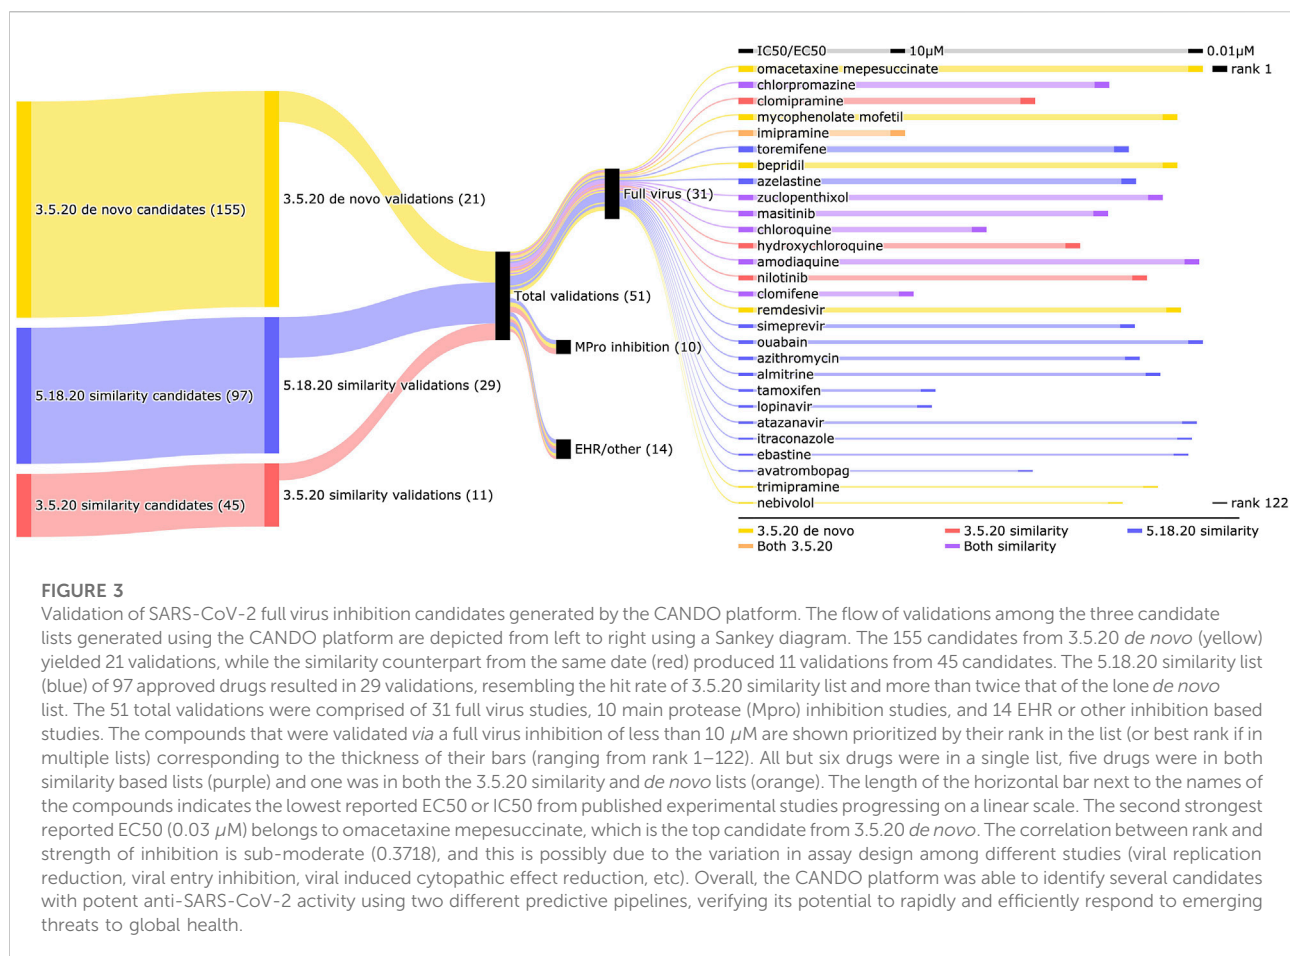 IC50/EC50 10μM 0.01μM
omacetaxine mepesuccinate rank 1
chlorpromazine
clomipramine
mycophenolate mofetil
imipramine
toremifene
bepridil
azelastine
zuclopenthixol
masitinib
chloroquine
hydroxychloroquine
amodiaquine
nilotinib
clomifene
remdesivir
simeprevir
ouabain
azithromycin
almitrine
tamoxifen
lopinavir
atazanavir
itraconazole
ebastine
avatrombopag
trimipramine
nebivolol rank 122
3.5.20 de novo candidates (155)
3.5.20 de novo validations (21)
Full virus (31)
Total validations (51)
MPro inhibition (10)
5.18.20 similarity candidates (97)
5.18.20 similarity validations (29)
EHR/other (14)
3.5.20 similarity candidates (45)
3.5.20 similarity validations (11)
3.5.20 de novo 3.5.20 similarity 5.18.20 similarity
Both 3.5.20 Both similarity
FIGURE 3
Validation of SARS-CoV-2 full virus inhibition candidates generated by the CANDO platform. The flow of validations among the three candidate
lists generated using the CANDO platform are depicted from left to right using a Sankey diagram. The 155 candidates from 3.5.20 de novo (yellow)
yielded 21 validations, while the similarity counterpart from the same date (red) produced 11 validations from 45 candidates. The 5.18.20 similarity list
(blue) of 97 approved drugs resulted in 29 validations, resembling the hit rate of 3.5.20 similarity list and more than twice that of the lone de novo
list. The 51 total validations were comprised of 31 full virus studies, 10 main protease (Mpro) inhibition studies, and 14 EHR or other inhibition based
studies. The compounds that were validated via a full virus inhibition of less than 10 μM are shown prioritized by their rank in the list (or best rank if in
multiple lists) corresponding to the thickness of their bars (ranging from rank 1–122). All but six drugs were in a single list, five drugs were in both
similarity based lists (purple) and one was in both the 3.5.20 similarity and de novo lists (orange). The length of the horizontal bar next to the names of
the compounds indicates the lowest reported EC50 or IC50 from published experimental studies progressing on a linear scale. The second strongest
reported EC50 (0.03 μM) belongs to omacetaxine mepesuccinate, which is the top candidate from 3.5.20 de novo. The correlation between rank and
strength of inhibition is sub-moderate (0.3718), and this is possibly due to the variation in assay design among different studies (viral replication
reduction, viral entry inhibition, viral induced cytopathic effect reduction, etc). Overall, the CANDO platform was able to identify several candidates
with potent anti-SARS-CoV-2 activity using two different predictive pipelines, verifying its potential to rapidly and efficiently respond to emerging
threats to global health.